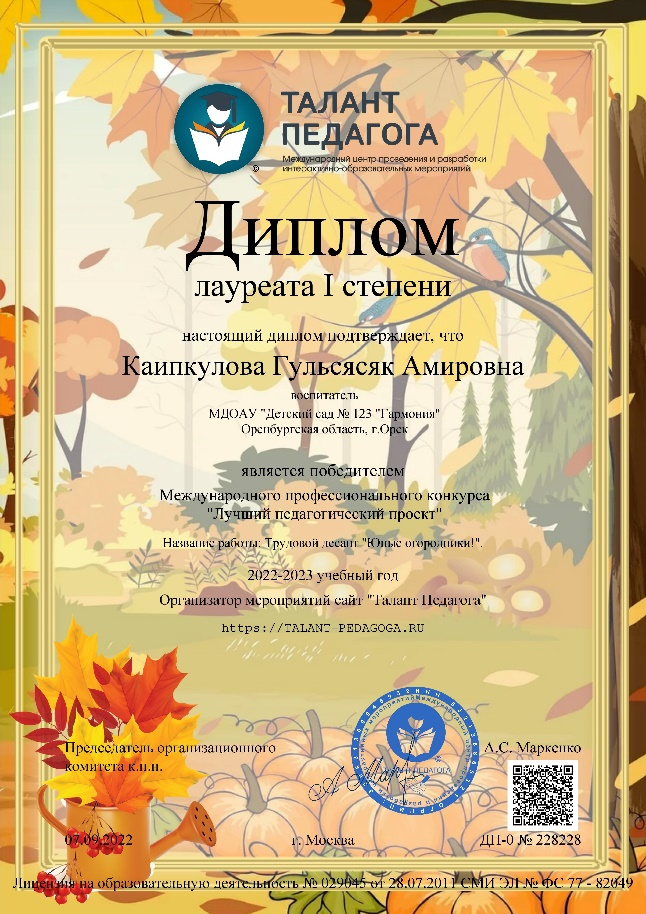 ТАЛАНТ
ПЕДАГОГА
Международный центр проведения и разработки
интерактивно-образовательных мероприятий
©
Диплом
лауреата I степени
настоящий диплом подтверждает, что
Каипкулова Гульсясяк Амировна
воспитатель
МДОАУ "Детский сад № 123 "Гармония"
Оренбургская область, г.Орск
является победителем
Международного профессионального конкурса
"Лучший педагогический проект"
Название работы: Трудовой десант "Юные огородники!".
2022-2023 учебный год
Организатор мероприятий сайт "Талант Педагога"
https://TALANT-PEDAGOGA.RU
Председатель организационного
комитета к.п.н.
А.С. Маркенко
07.09.2022
г. Москва
ДП-0 № 228228
Лицензия на образовательную деятельность № 029045 от 28.07.2011 СМИ ЭЛ № ФС 77 - 82049